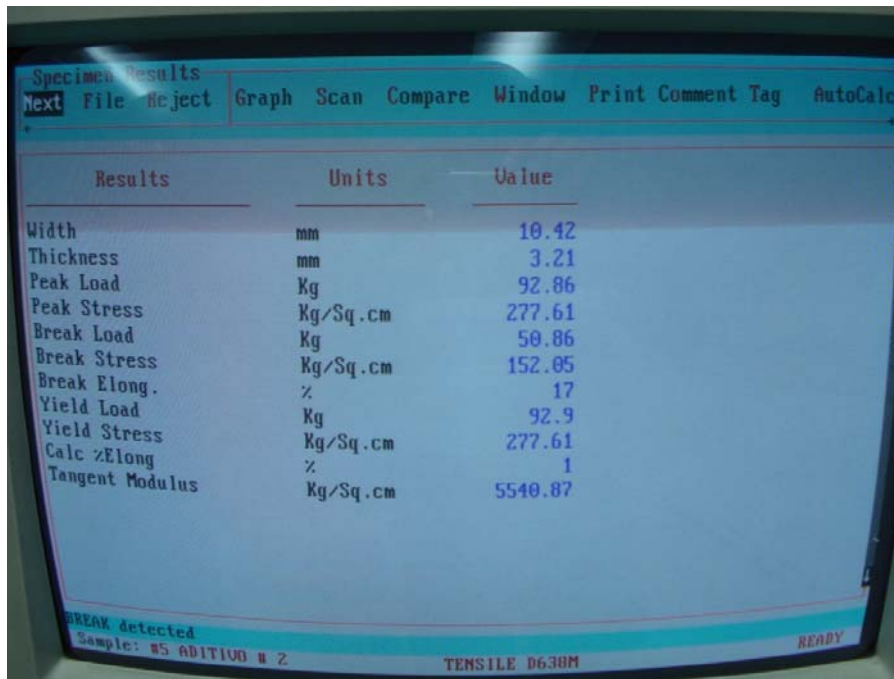 Specimen Results
Next File Reject Graph Scan Compare Window Print Comment Tag AutoCalc
Results Units Value
Width mm 10.42
Thickness mm 3.21
Peak Load Kg 92.86
Peak Stress Kg/Sq.cm 277.61
Break Load Kg 50.86
Break Stress Kg/Sq.cm 152.05
Break Elong. % 17
Yield Load Kg 92.9
Yield Stress Kg/Sq.cm 277.61
Calc %Elong % 1
Tangent Modulus Kg/Sq.cm 5540.87
BREAK detected
Sample: #5 ADITIVO # 2 TENSILE D638M READY